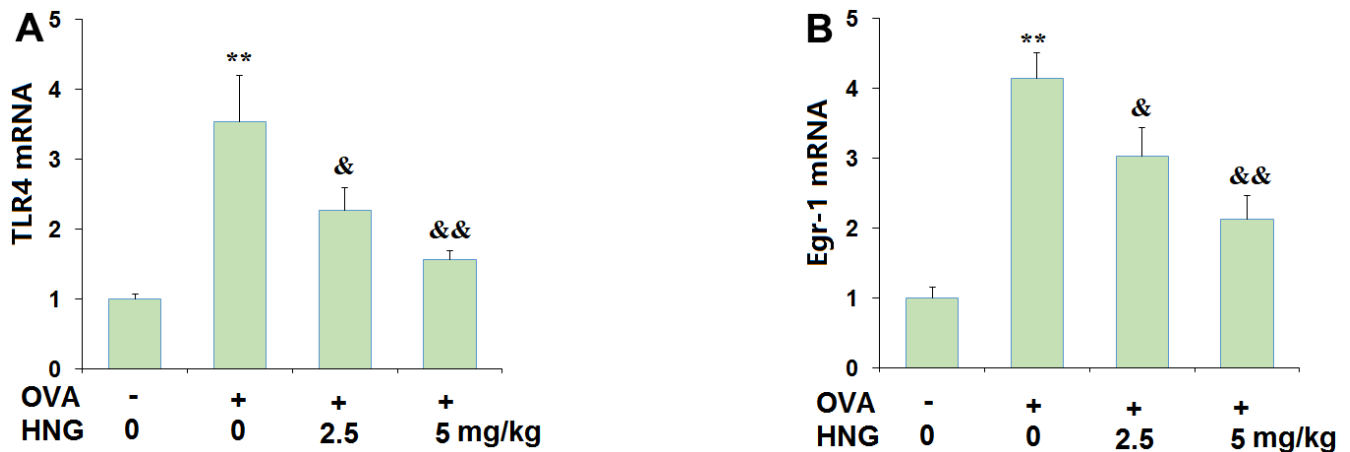 A
TLR4 mRNA
5
4
3
2
1
0
**
&
&&
OVA - + + +
HNG 0 0 2.5 5 mg/kg
B
Egr-1 mRNA
5
4
3
2
1
0
**
&
&&
OVA - + + +
HNG 0 0 2.5 5 mg/kg